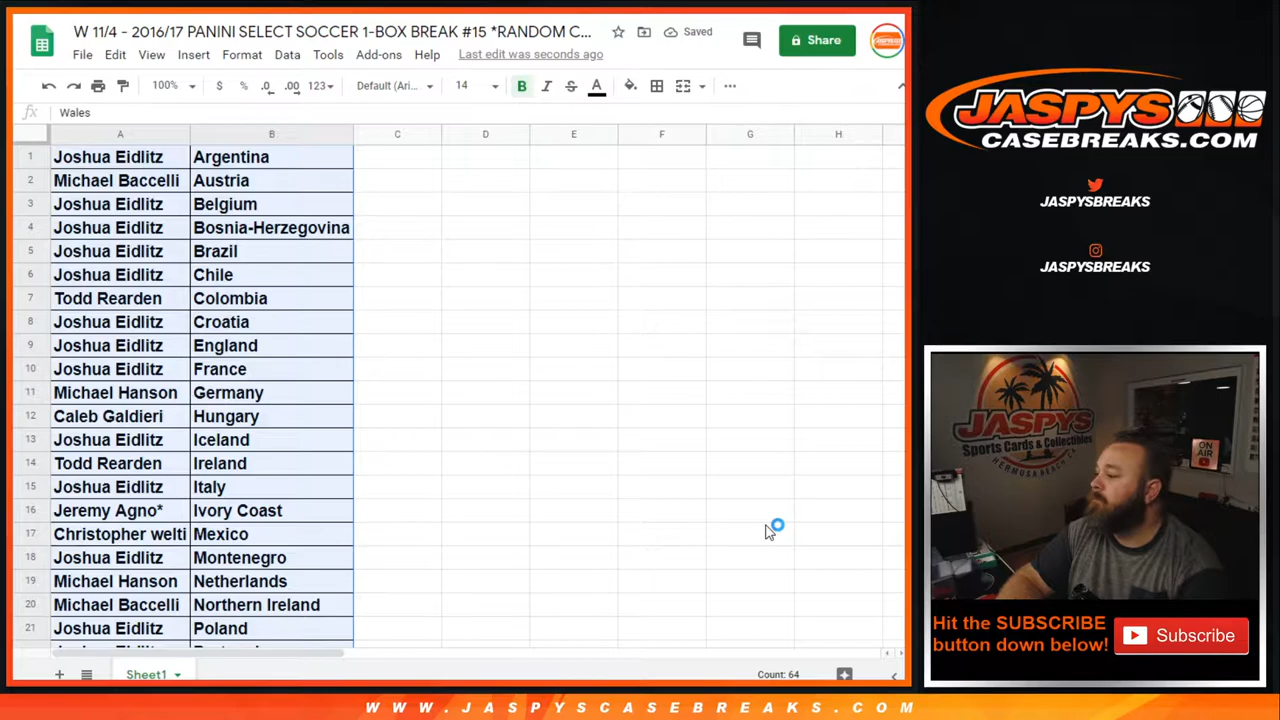 W 11/4 - 2016/17 PANINI SELECT SOCCER 1-BOX BREAK #15 *RANDOM C...
Saved
Share
File Edit View Insert Format Data Tools Add-ons Help Last edit was seconds ago
100% $ % .0 .00 123 Default (Ari... 14 B I S A
fx Wales
A B C D E F G H
1 Joshua Eidlitz Argentina
2 Michael Baccelli Austria
3 Joshua Eidlitz Belgium
4 Joshua Eidlitz Bosnia-Herzegovina
5 Joshua Eidlitz Brazil
6 Joshua Eidlitz Chile
7 Todd Rearden Colombia
8 Joshua Eidlitz Croatia
9 Joshua Eidlitz England
10 Joshua Eidlitz France
11 Michael Hanson Germany
12 Caleb Galdieri Hungary
13 Joshua Eidlitz Iceland
14 Todd Rearden Ireland
15 Joshua Eidlitz Italy
16 Jeremy Agno* Ivory Coast
17 Christopher welti Mexico
18 Joshua Eidlitz Montenegro
19 Michael Hanson Netherlands
20 Michael Baccelli Northern Ireland
21 Joshua Eidlitz Poland
Sheet1
Count: 64
JASPYS
CASEBREAKS.COM
JASPYSBREAKS
JASPYSBREAKS
JASPYS
Sports Cards & Collectibles
HERMOSA BEACH, CA
ON
AIR
Hit the SUBSCRIBE
button down below!
Subscribe
WWW.JASPYSCASEBREAKS.COM